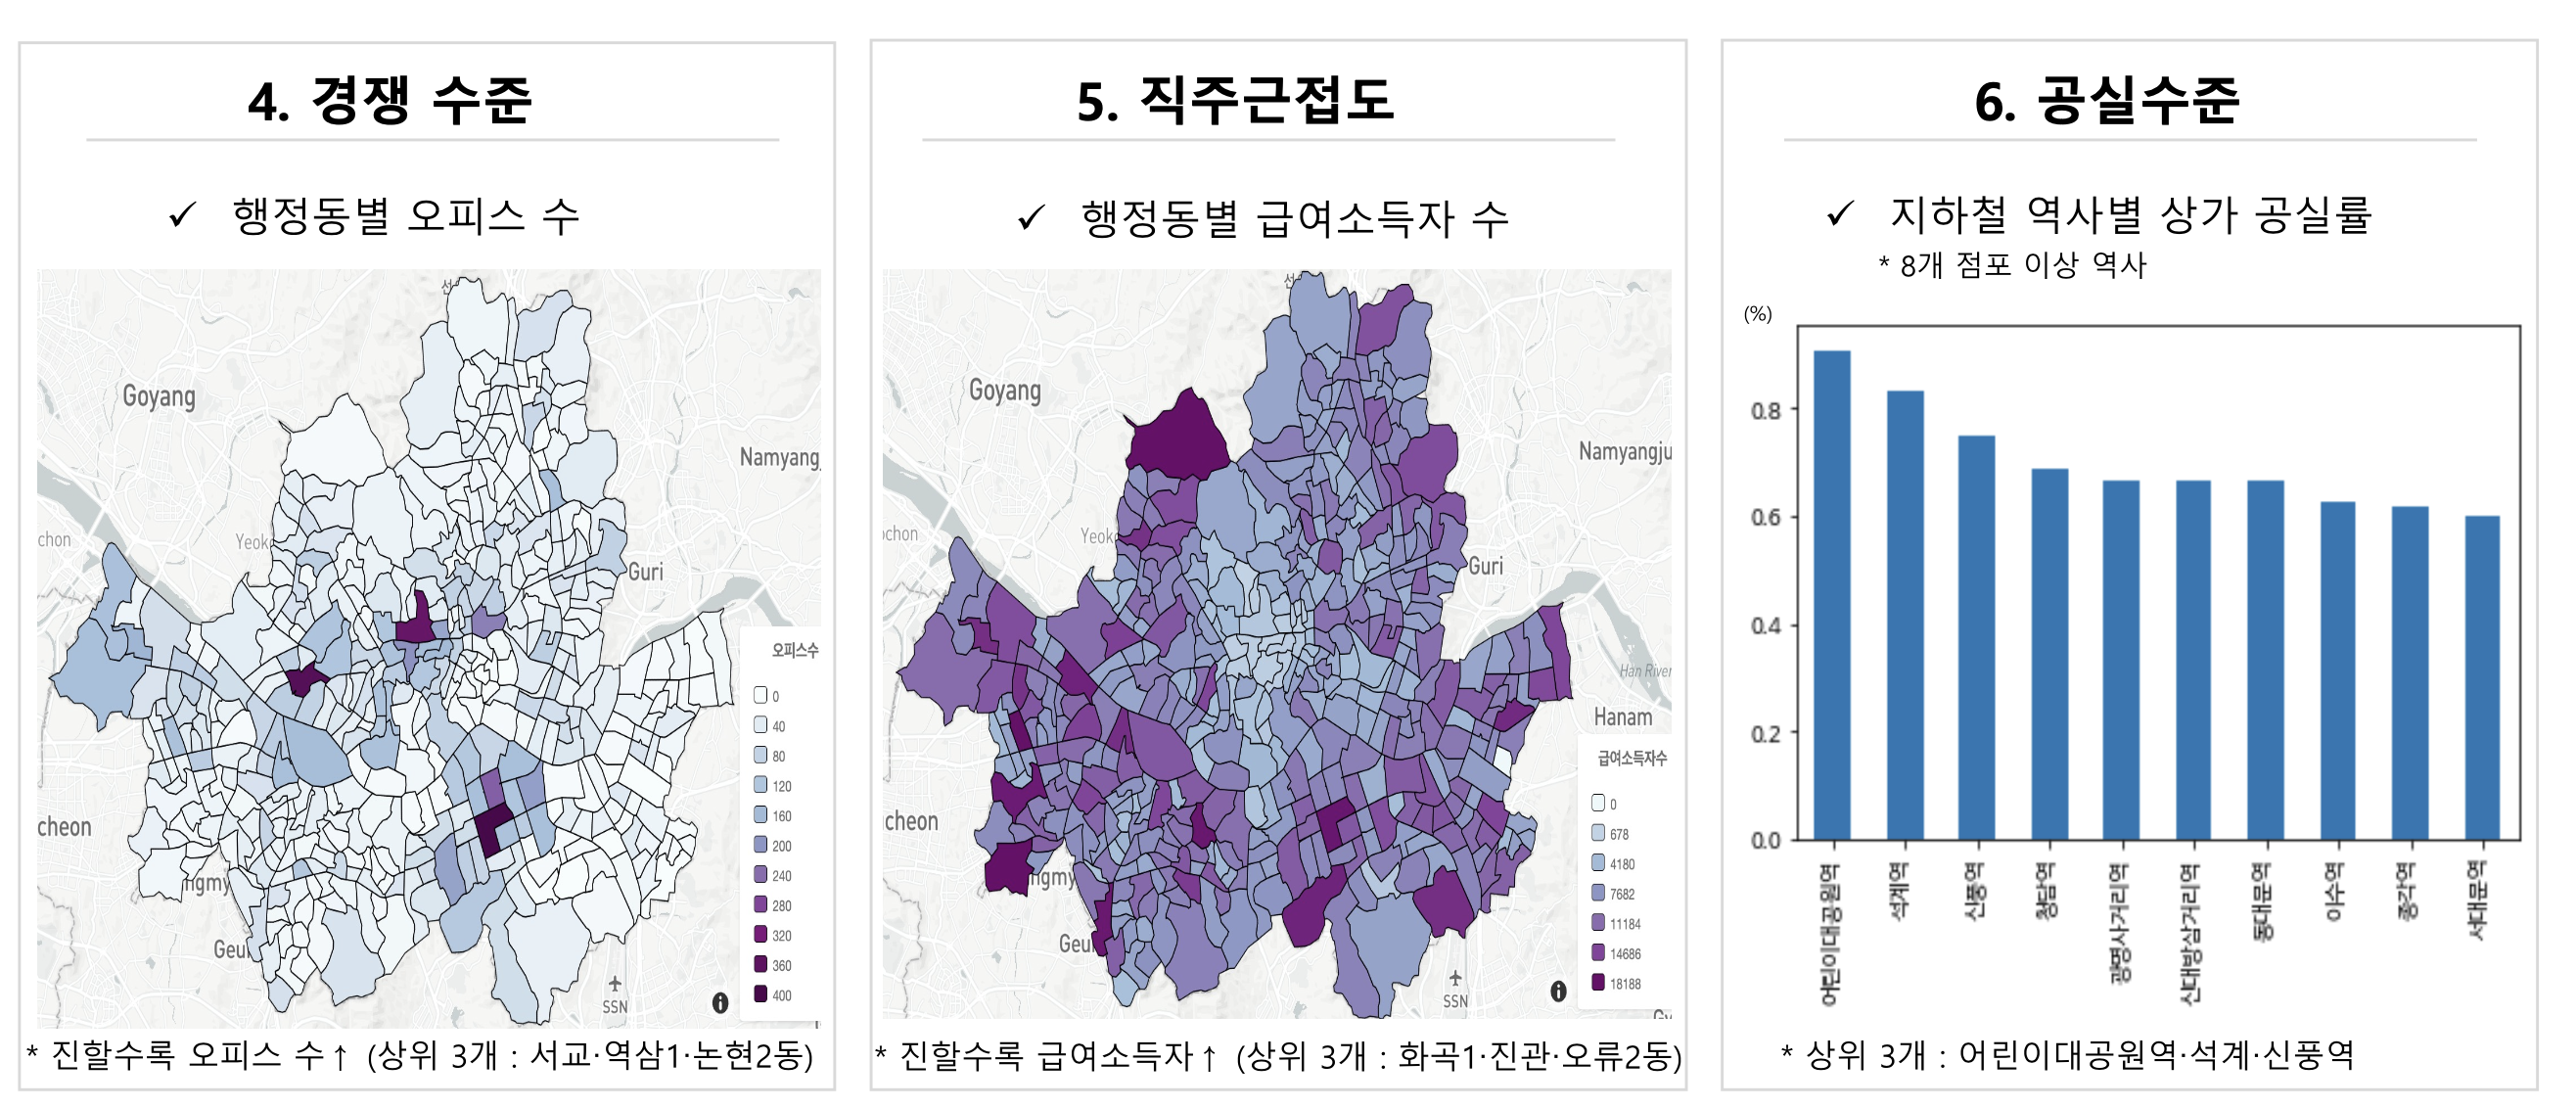 4. 경쟁 수준
✓ 행정동별 오피스 수
Goyang
Namyang
Guri
chon
Yeok
cheon
ngmy
Geu
SSN
오피스수
0
40
80
120
160
200
240
280
320
360
400
* 진할수록 오피스 수↑ (상위 3개 : 서교·역삼1·논현2동)
5. 직주근접도
✓ 행정동별 급여소득자 수
Goyang
Namyangju
ochon
Yeok
Guri
Han River
Hanam
cheon
ngmy
Geu
SSN
급여소득자수
0
678
4180
7682
11184
14686
18188
* 진할수록 급여소득자↑ (상위 3개 : 화곡1·진관·오류2동)
6. 공실수준
✓ 지하철 역사별 상가 공실률
* 8개 점포 이상 역사
(%)
0.8
0.6
0.4
0.2
0.0
어린이대공원역
석계역
신풍역
청담역
광명사거리역
신대방삼거리역
동대문역
이수역
종각역
서대문역
* 상위 3개 : 어린이대공원역·석계·신풍역